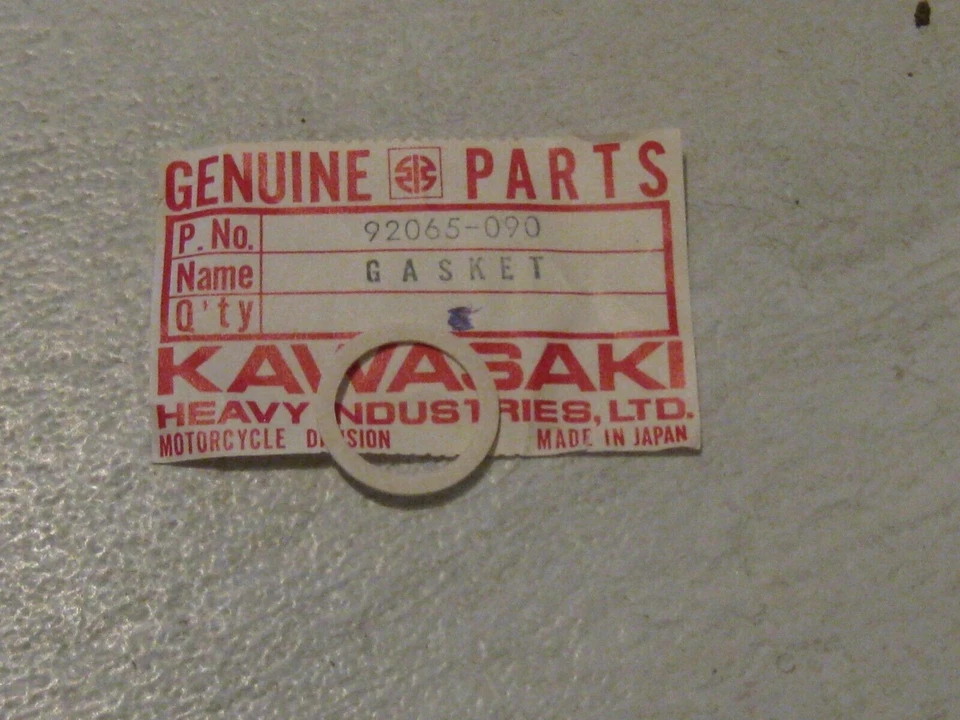 GENUINE PARTS
P. No. 92065-090
Name GASKET
Q'ty
KAWASAKI
HEAVY INDUSTRIES, LTD.
MOTORCYCLE DIVISION MADE IN JAPAN